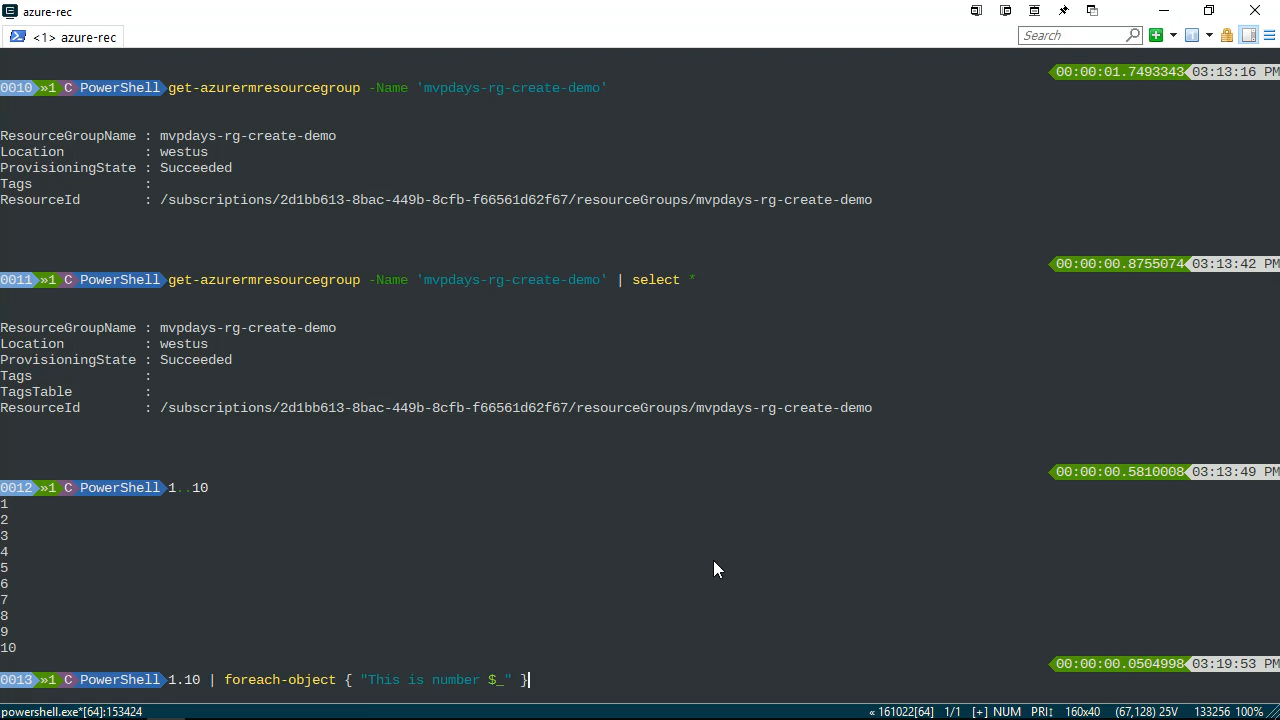 azure-rec
<1> azure-rec
Search
00:00:01.7493343 03:13:16 PM
0010 »1 C PowerShell get-azurermresourcegroup -Name 'mvpdays-rg-create-demo'
ResourceGroupName : mvpdays-rg-create-demo
Location : westus
ProvisioningState : Succeeded
Tags :
ResourceId : /subscriptions/2d1bb613-8bac-449b-8cfb-f66561d62f67/resourceGroups/mvpdays-rg-create-demo
00:00:00.8755074 03:13:42 PM
0011 »1 C PowerShell get-azurermresourcegroup -Name 'mvpdays-rg-create-demo' | select *
ResourceGroupName : mvpdays-rg-create-demo
Location : westus
ProvisioningState : Succeeded
Tags :
TagsTable :
ResourceId : /subscriptions/2d1bb613-8bac-449b-8cfb-f66561d62f67/resourceGroups/mvpdays-rg-create-demo
00:00:00.5810008 03:13:49 PM
0012 »1 C PowerShell 1..10
1
2
3
4
5
6
7
8
9
10
00:00:00.0504998 03:19:53 PM
0013 »1 C PowerShell 1.10 | foreach-object { "This is number $_" }
powershell.exe*[64]:153424 « 161022[64] 1/1 [+] NUM PRI↕ 160x40 (67,128) 25V 133256 100%